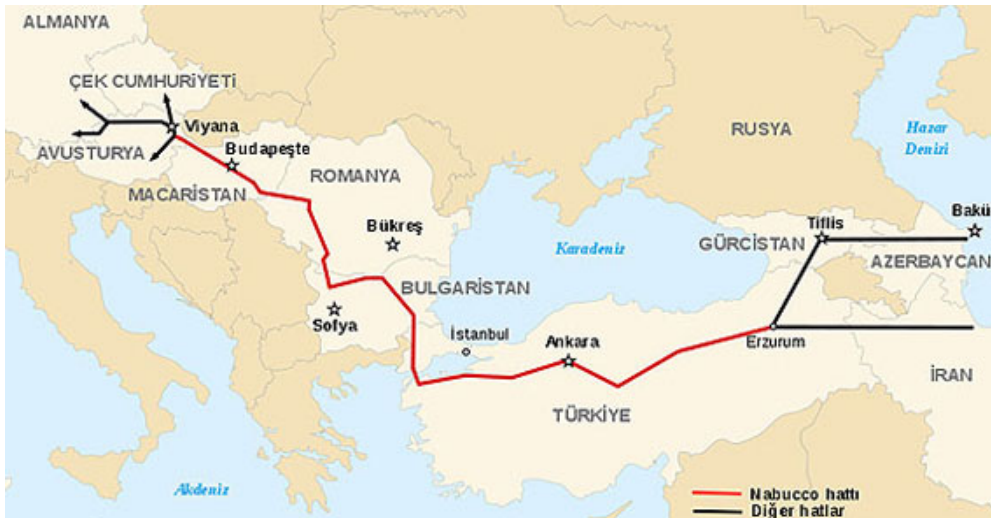 ALMANYA
ÇEK CUMHURİYETİ
Viyana
AVUSTURYA
Budapeşte
MACARİSTAN
ROMANYA
Bükreş
RUSYA
Hazar
Denizi
Karadeniz
Tiflis
Bakü
GÜRCİSTAN
AZERBAYCAN
BULGARİSTAN
Sofya
İstanbul
Ankara
Erzurum
İRAN
TÜRKİYE
Akdeniz
Nabucco hattı
Diğer hatlar